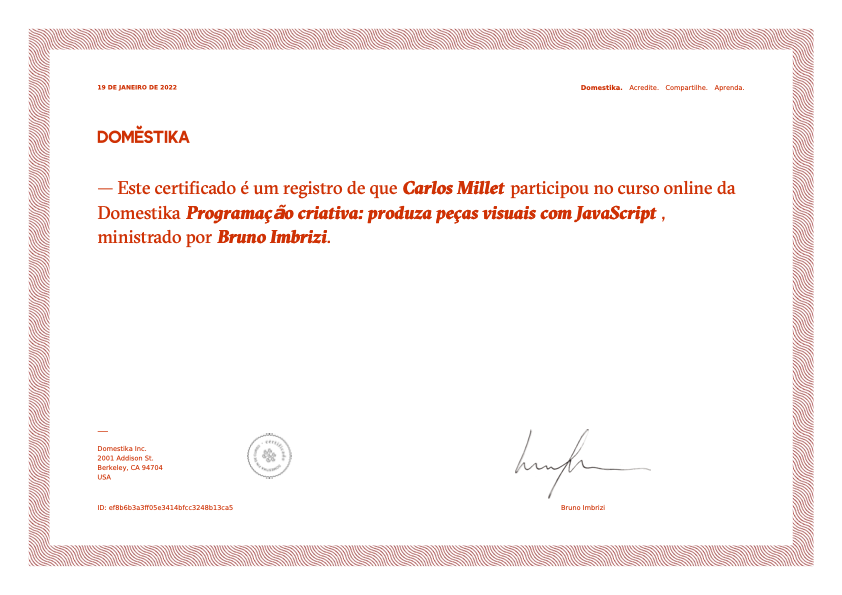 19 DE JANEIRO DE 2022
Domestika. Acredite. Compartilhe. Aprenda.
DOMĔSTIKA
— Este certificado é um registro de que Carlos Millet participou no curso online da
Domestika Programação criativa: produza peças visuais com JavaScript ,
ministrado por Bruno Imbrizi.
—
Domestika Inc.
2001 Addison St.
Berkeley, CA 94704
USA
ID: ef8b6b3a3ff05e3414bfcc3248b13ca5
Bruno Imbrizi